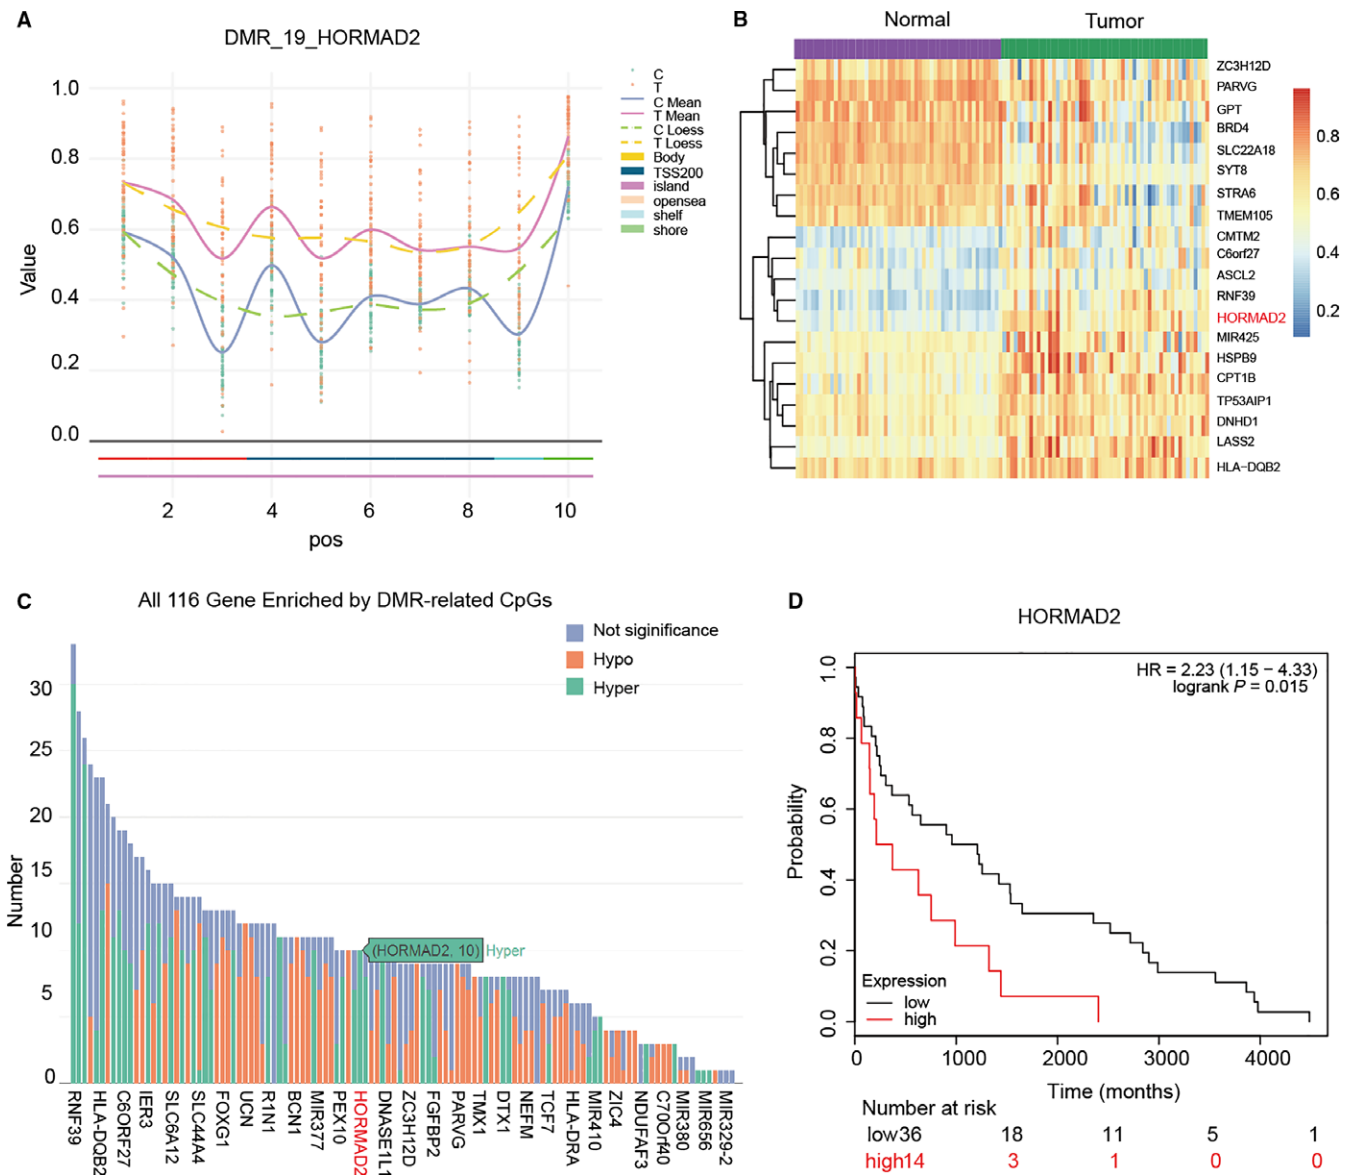 A
DMR_19_HORMAD2
1.0
0.8
0.6
0.4
0.2
0.0
Value
2 4 6 8 10
pos
C
T
C Mean
T Mean
C Loess
T Loess
Body
TSS200
island
opensea
shelf
shore
B
Normal Tumor
ZC3H12D
PARVG
GPT
BRD4
SLC22A18
SYT8
STRA6
TMEM105
CMTM2
C6orf27
ASCL2
RNF39
HORMAD2
MIR425
HSPB9
CPT1B
TP53AIP1
DNHD1
LASS2
HLA-DQB2
0.8
0.6
0.4
0.2
C
All 116 Gene Enriched by DMR-related CpGs
Not siginificance
Hypo
Hyper
30
25
20
15
10
5
0
Number
(HORMAD2, 10) Hyper
RNF39
HLA-DQB2
C6ORF27
IER3
SLC6A12
SLC44A4
FOXG1
UCN
R1N1
BCN1
MIR377
PEX10
HORMAD2
DNASE1L1
ZC3H12D
FGFBP2
PARVG
TMX1
DTX1
NEFM
TCF7
HLA-DRA
MIR410
ZIC4
NDUFAF3
C70Orf40
MIR380
MIR656
MIR329-2
D
HORMAD2
HR = 2.23 (1.15 − 4.33)
logrank P = 0.015
1.0
0.8
0.6
0.4
0.2
0.0
Probability
Expression
low
high
0 1000 2000 3000 4000
Time (months)
Number at risk
low36 18 11 5 1
high14 3 1 0 0